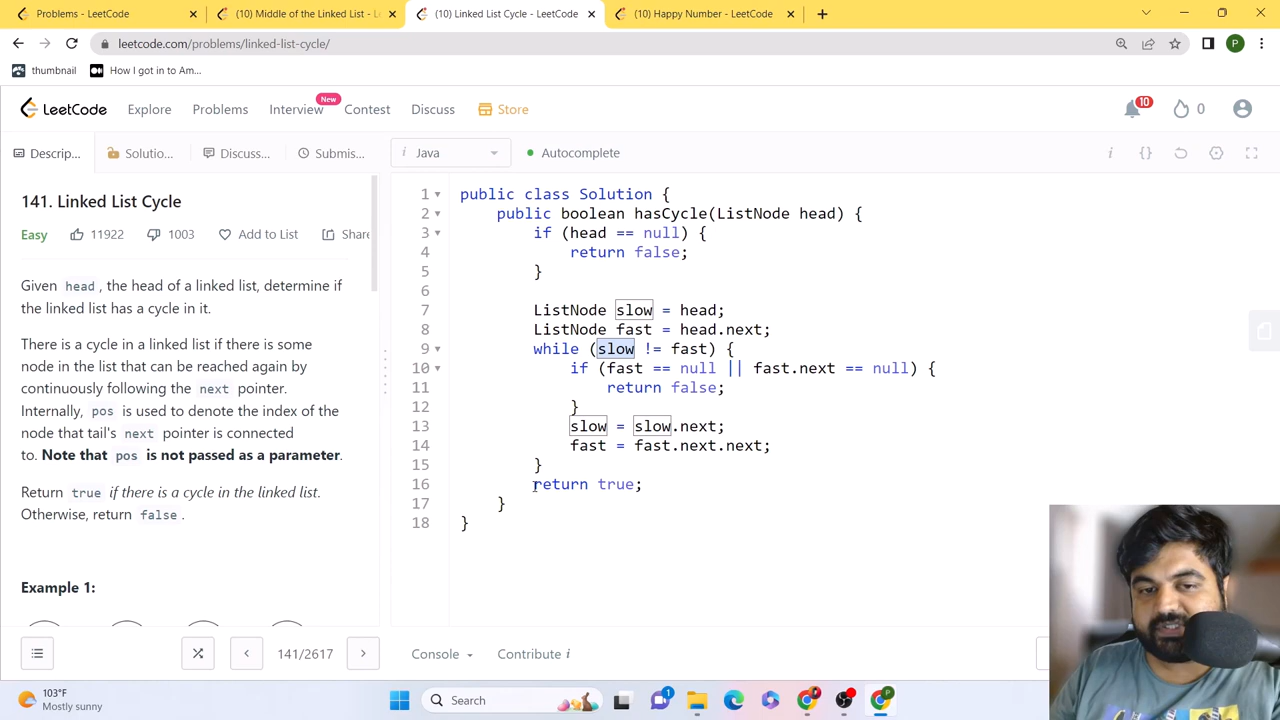 Problems - LeetCode
(10) Middle of the Linked List - L
(10) Linked List Cycle - LeetCode
(10) Happy Number - LeetCode
leetcode.com/problems/linked-list-cycle/
P
thumbnail
How I got in to Am...
LeetCode
Explore
Problems
Interview
New
Contest
Discuss
Store
10
0
Descrip...
Solutio...
Discuss...
Submis...
i Java
Autocomplete
i {}
141. Linked List Cycle
Easy
11922
1003
Add to List
Share
Given head, the head of a linked list, determine if
the linked list has a cycle in it.
There is a cycle in a linked list if there is some
node in the list that can be reached again by
continuously following the next pointer.
Internally, pos is used to denote the index of the
node that tail's next pointer is connected
to. Note that pos is not passed as a parameter.
Return true if there is a cycle in the linked list.
Otherwise, return false.
Example 1:
1 public class Solution {
2 public boolean hasCycle(ListNode head) {
3 if (head == null) {
4 return false;
5 }
6
7 ListNode slow = head;
8 ListNode fast = head.next;
9 while (slow != fast) {
10 if (fast == null || fast.next == null) {
11 return false;
12 }
13 slow = slow.next;
14 fast = fast.next.next;
15 }
16 return true;
17 }
18 }
141/2617
Console
Contribute i
103°F
Mostly sunny
Search
1